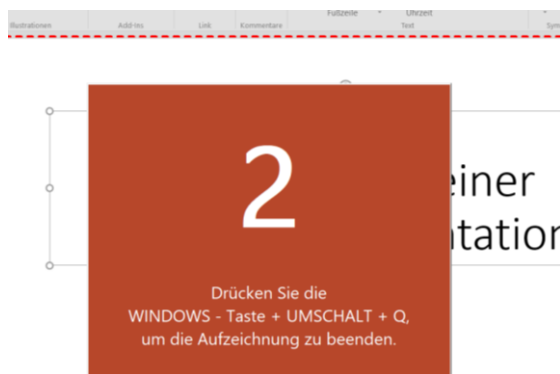 Fußzeile Uhrzeit
Illustrationen Add-Ins Link Kommentare Text Sym
2
einer
ntation
Drücken Sie die
WINDOWS - Taste + UMSCHALT + Q,
um die Aufzeichnung zu beenden.